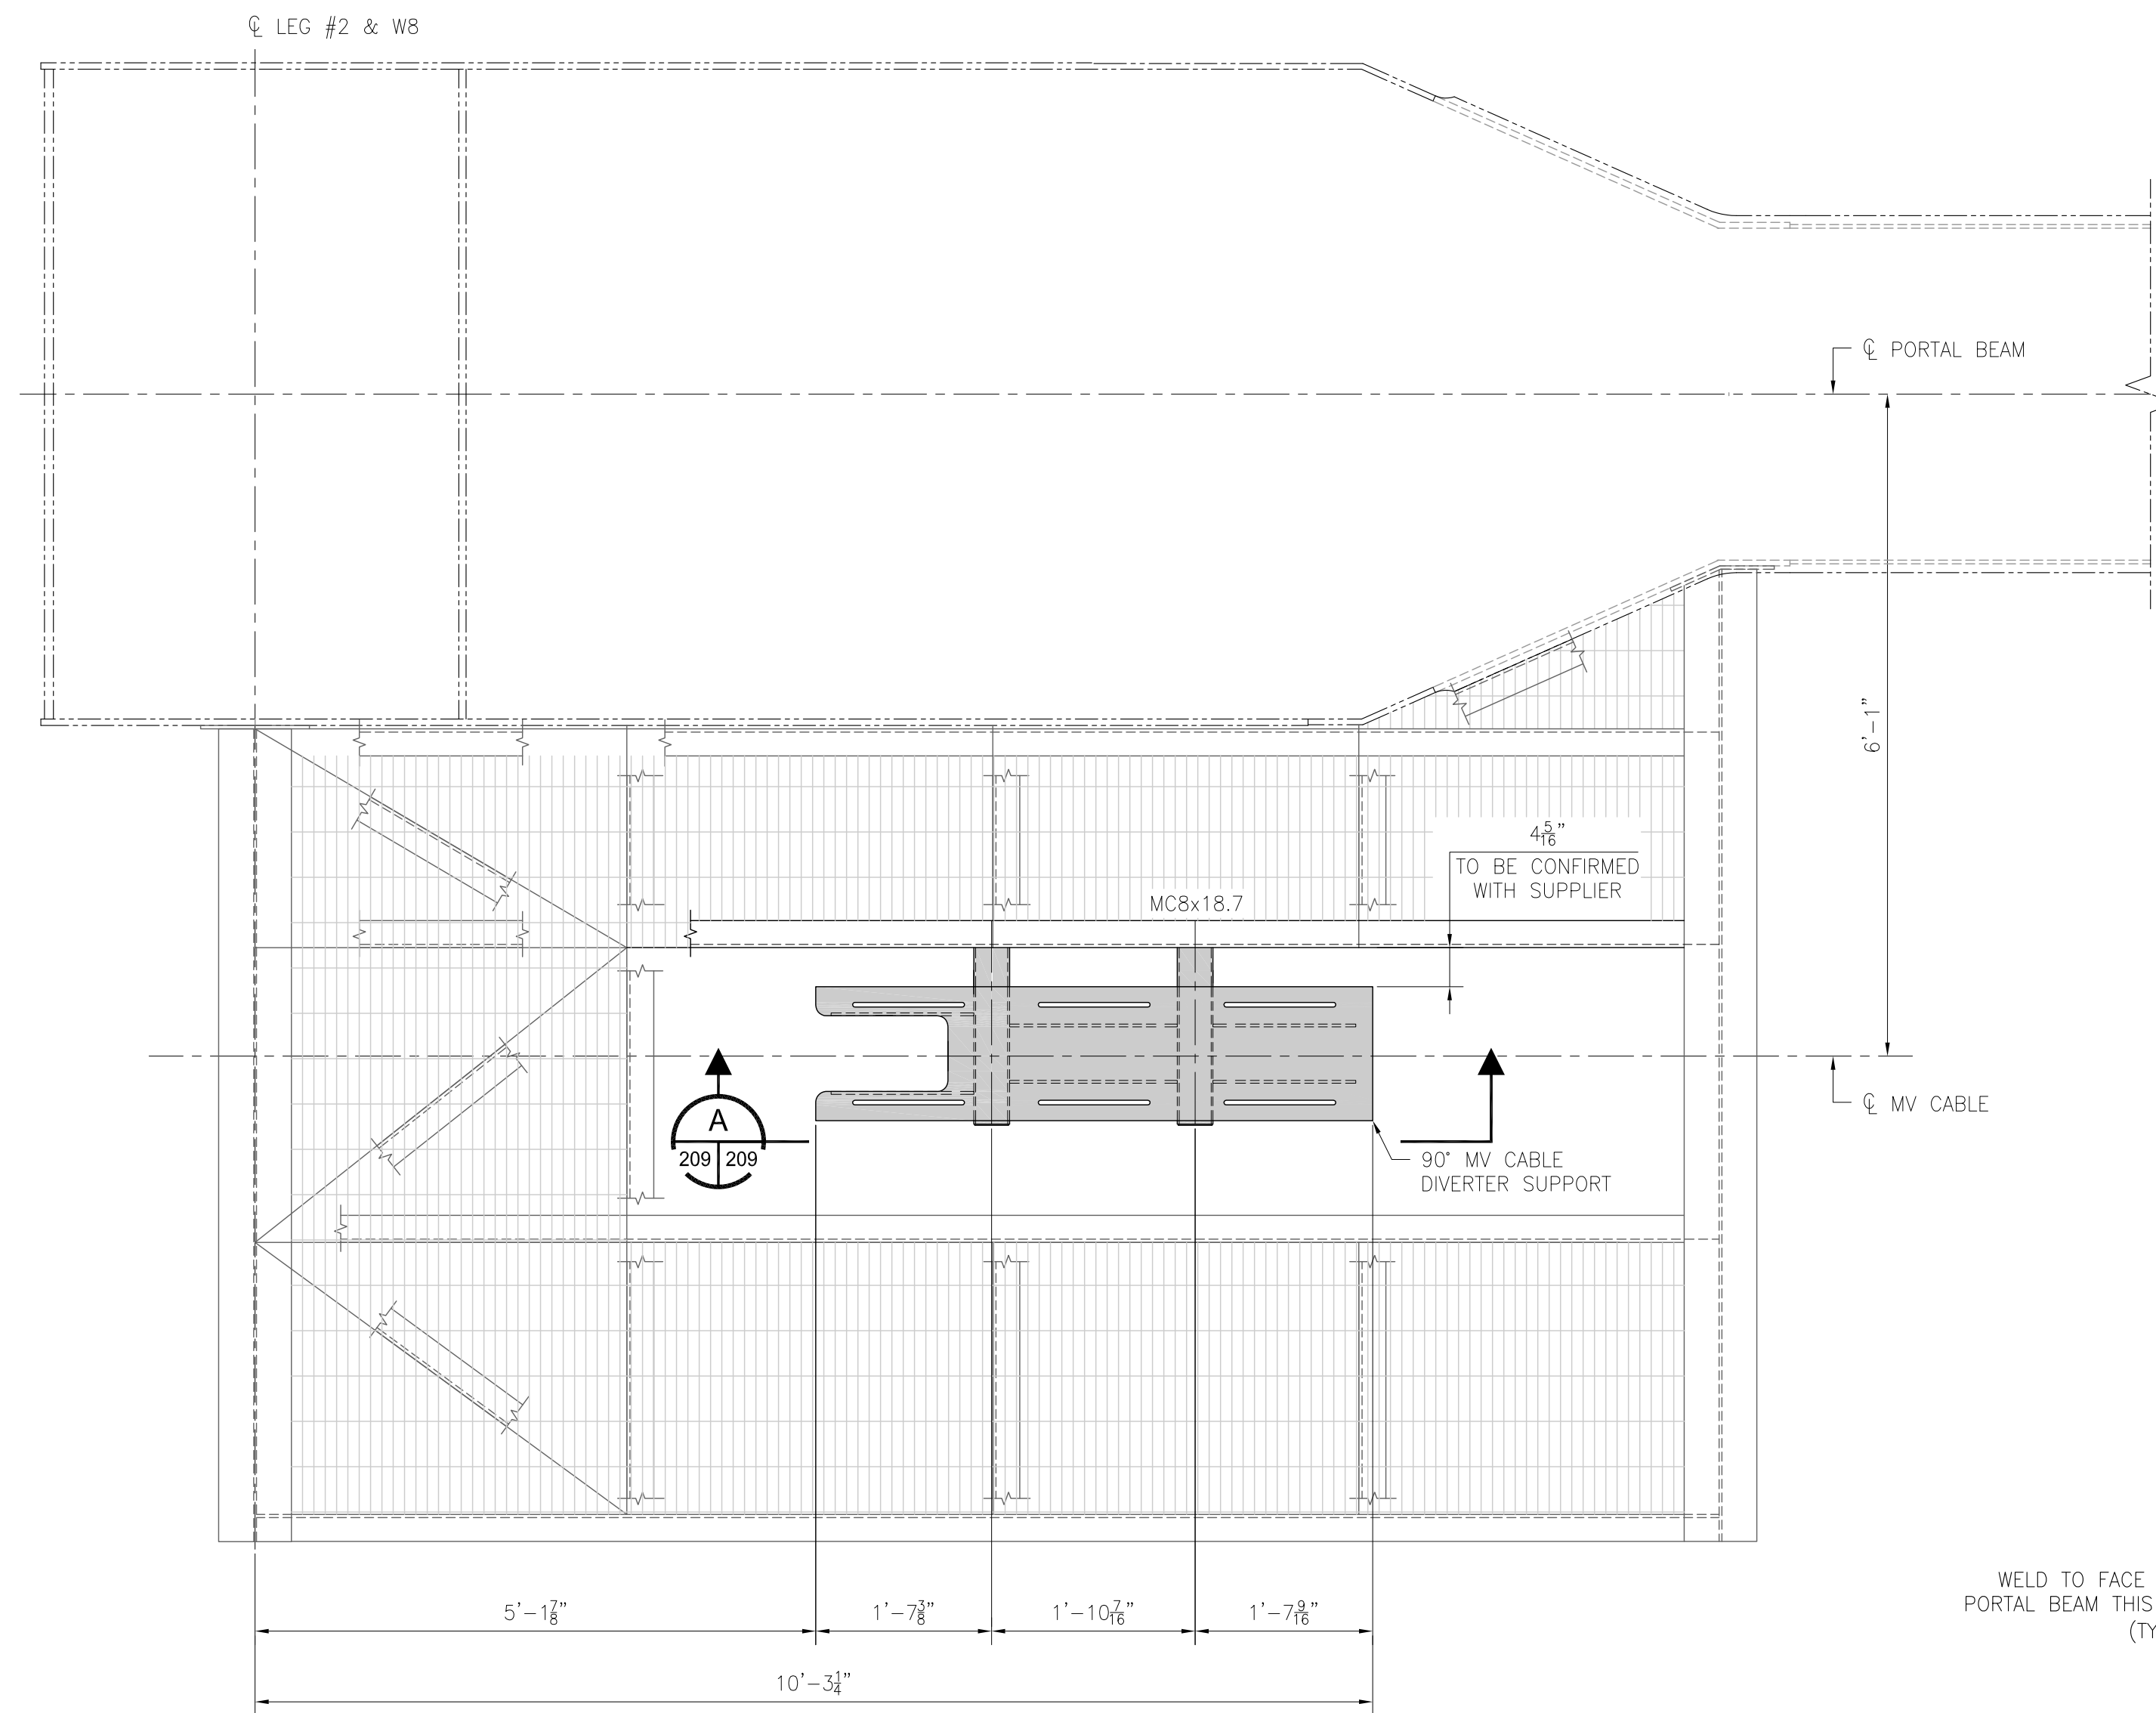 ℄ LEG #2 & W8
℄ PORTAL BEAM
6'-1"
4 5/16"
TO BE CONFIRMED
WITH SUPPLIER
MC8x18.7
℄ MV CABLE
A
209 209
90° MV CABLE
DIVERTER SUPPORT
WELD TO FACE
PORTAL BEAM THIS
(TY
5'-1 7/8" 1'-7 3/8" 1'-10 7/16" 1'-7 9/16"
10'-3 1/4"